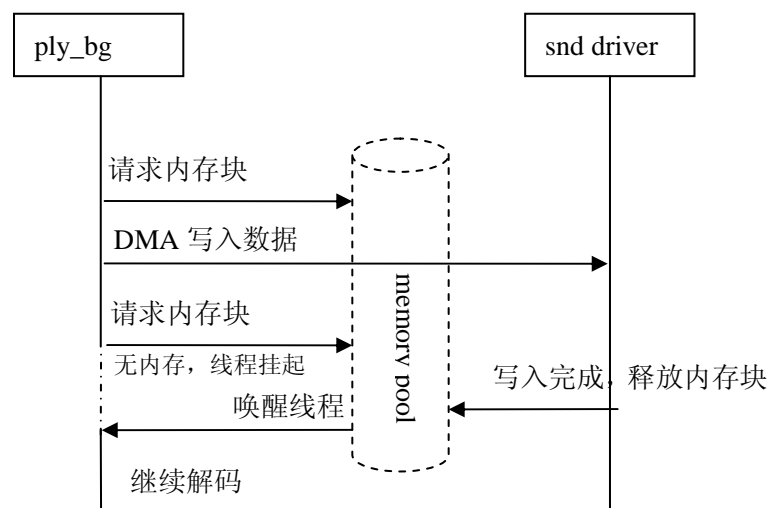 ply_bg
snd driver
请求内存块
DMA 写入数据
memory pool
请求内存块
无内存，线程挂起
写入完成，释放内存块
唤醒线程
继续解码